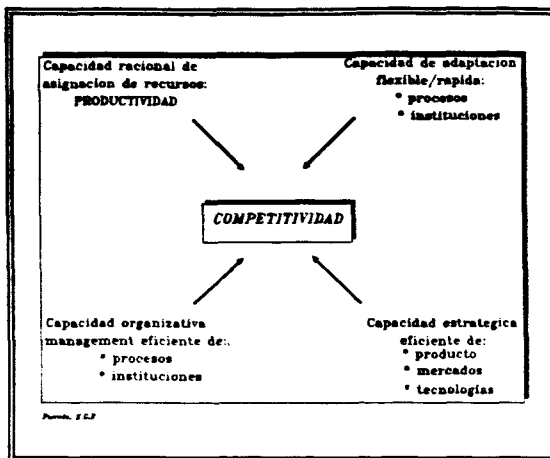 Capacidad racional de
asignacion de recursos:
PRODUCTIVIDAD
Capacidad de adaptacion
flexible/rapida:
* procesos
* instituciones
COMPETITIVIDAD
Capacidad organizativa
management eficiente de:
* procesos
* instituciones
Capacidad estrategica
eficiente de:
* producto
* mercados
* tecnologías